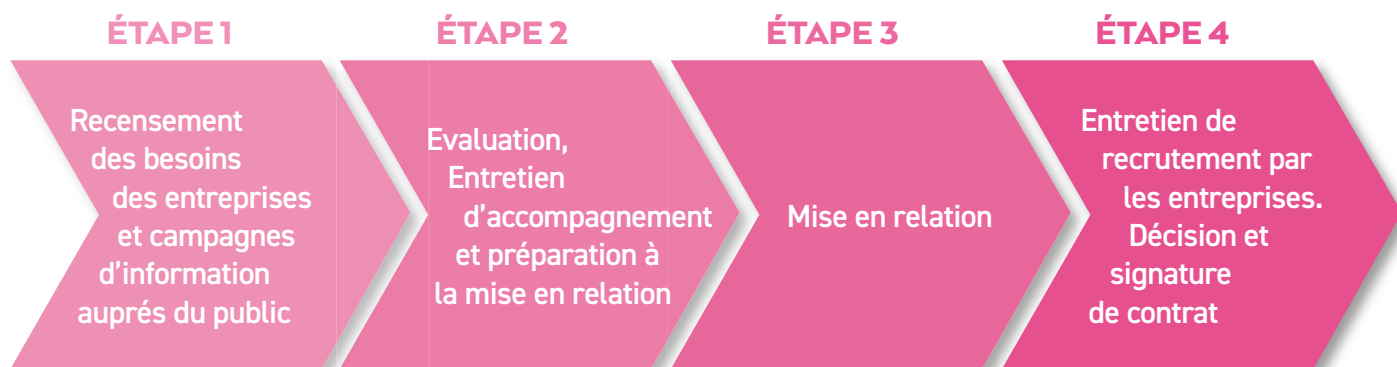 ÉTAPE 1
Recensement
des besoins
des entreprises
et campagnes
d'information
auprés du public
ÉTAPE 2
Evaluation,
Entretien
d'accompagnement
et préparation à
la mise en relation
ÉTAPE 3
Mise en relation
ÉTAPE 4
Entretien de
recrutement par
les entreprises.
Décision et
signature
de contrat